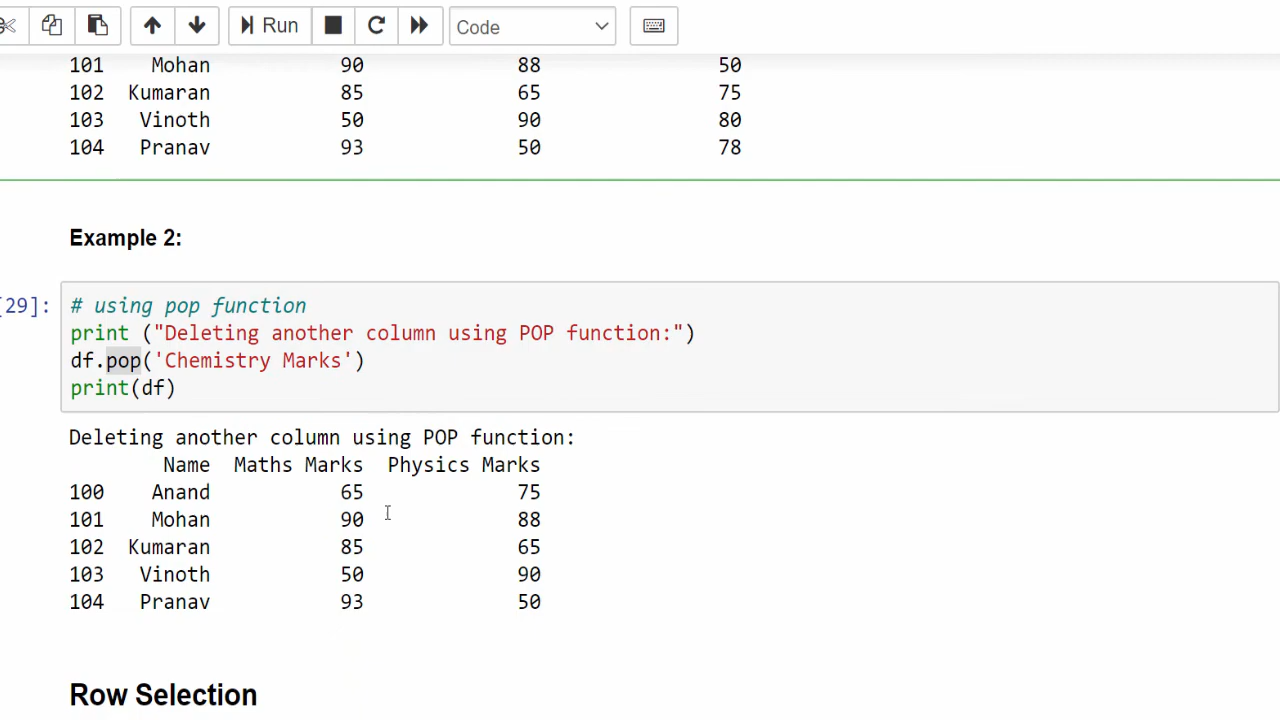 Run
Code
101 Mohan 90 88 50
102 Kumaran 85 65 75
103 Vinoth 50 90 80
104 Pranav 93 50 78
Example 2:
[29]:
# using pop function
print ("Deleting another column using POP function:")
df.pop('Chemistry Marks')
print(df)
Deleting another column using POP function:
Name Maths Marks Physics Marks
100 Anand 65 75
101 Mohan 90 88
102 Kumaran 85 65
103 Vinoth 50 90
104 Pranav 93 50
Row Selection